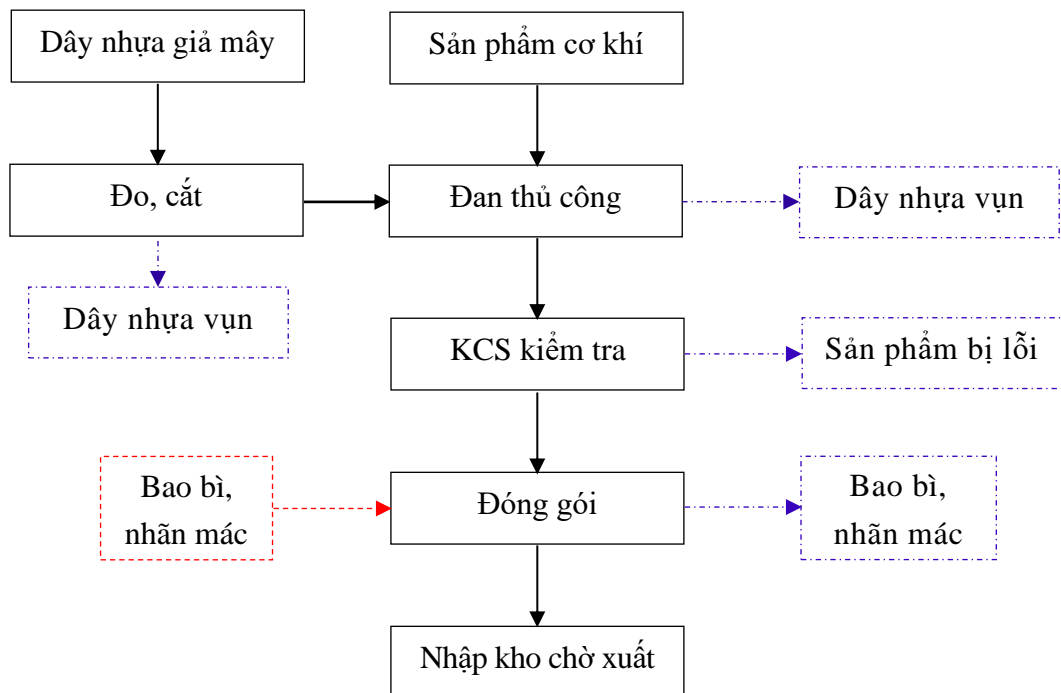 Dây nhựa giả mây
Sản phẩm cơ khí
Đo, cắt
Đan thủ công
Dây nhựa vụn
Dây nhựa vụn
KCS kiểm tra
Sản phẩm bị lỗi
Bao bì,
nhãn mác
Đóng gói
Bao bì,
nhãn mác
Nhập kho chờ xuất